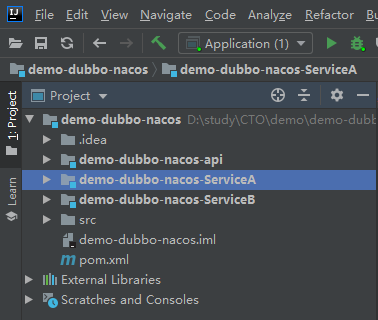 IJ File Edit View Navigate Code Analyze Refactor
Application (1)
demo-dubbo-nacos demo-dubbo-nacos-ServiceA
1: Project
Project
demo-dubbo-nacos D:\study\CTO\demo\demo-dubb
.idea
demo-dubbo-nacos-api
demo-dubbo-nacos-ServiceA
Learn
demo-dubbo-nacos-ServiceB
src
demo-dubbo-nacos.iml
m pom.xml
External Libraries
Scratches and Consoles